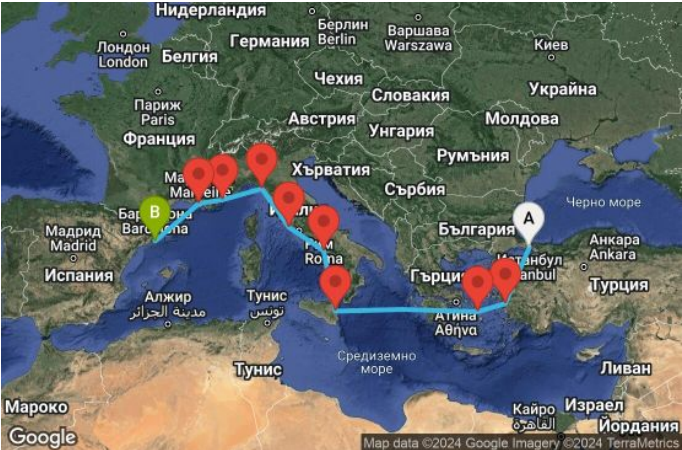 Нидерландия
Берлин
Berlin
Варшава
Warszawa
Лондон
London
Германия
Белгия
Киев
Чехия
Украйна
Париж
Paris
Словакия
Франция
Австрия
Унгария
Молдова
Румъния
Хърватия
Сърбия
Черно море
B
A
България
Мадрид
Madrid
Испания
Анкара
Ankara
Рим
Roma
Турция
Алжир
مدينة الجزائر
Тунис
تونس
Атина
Αθήνα
Средиземно
море
Тунис
Ливан
Мароко
Кайро
القاهرة
Израел
Йордания
Google
Map data ©2024 Google Imagery ©2024 TerraMetrics